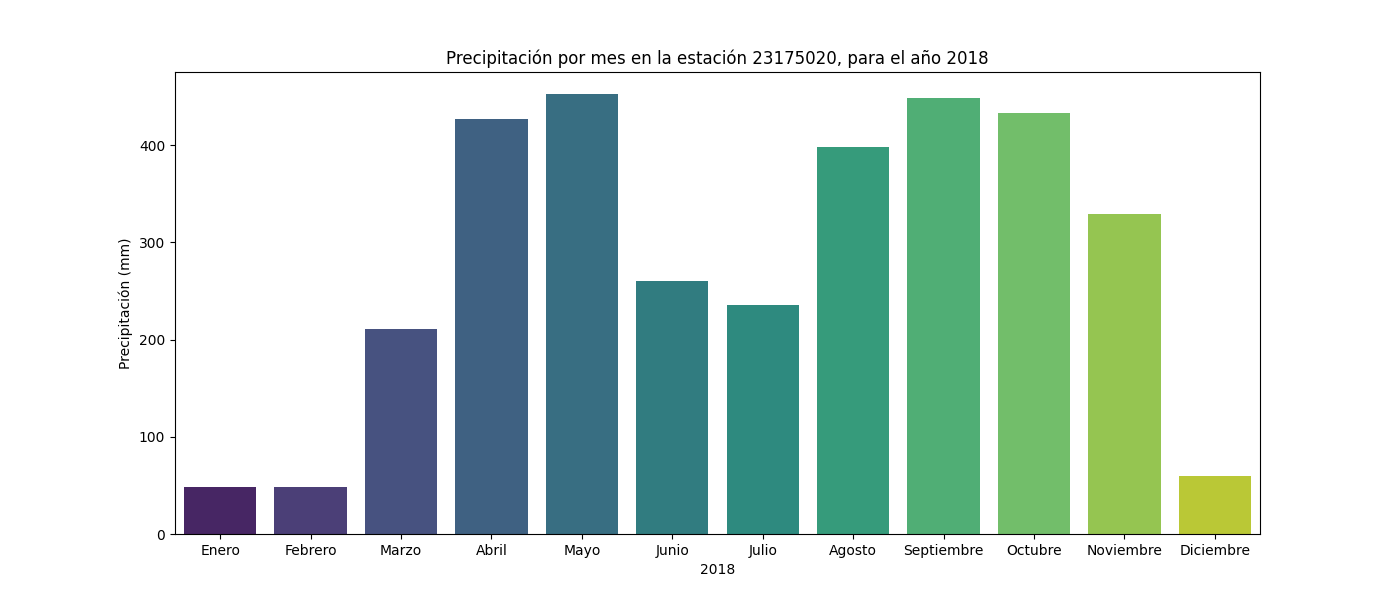 Precipitación por mes en la estación 23175020, para el año 2018
Precipitación (mm)
400
300
200
100
0
Enero Febrero Marzo Abril Mayo Junio Julio Agosto Septiembre Octubre Noviembre Diciembre
2018